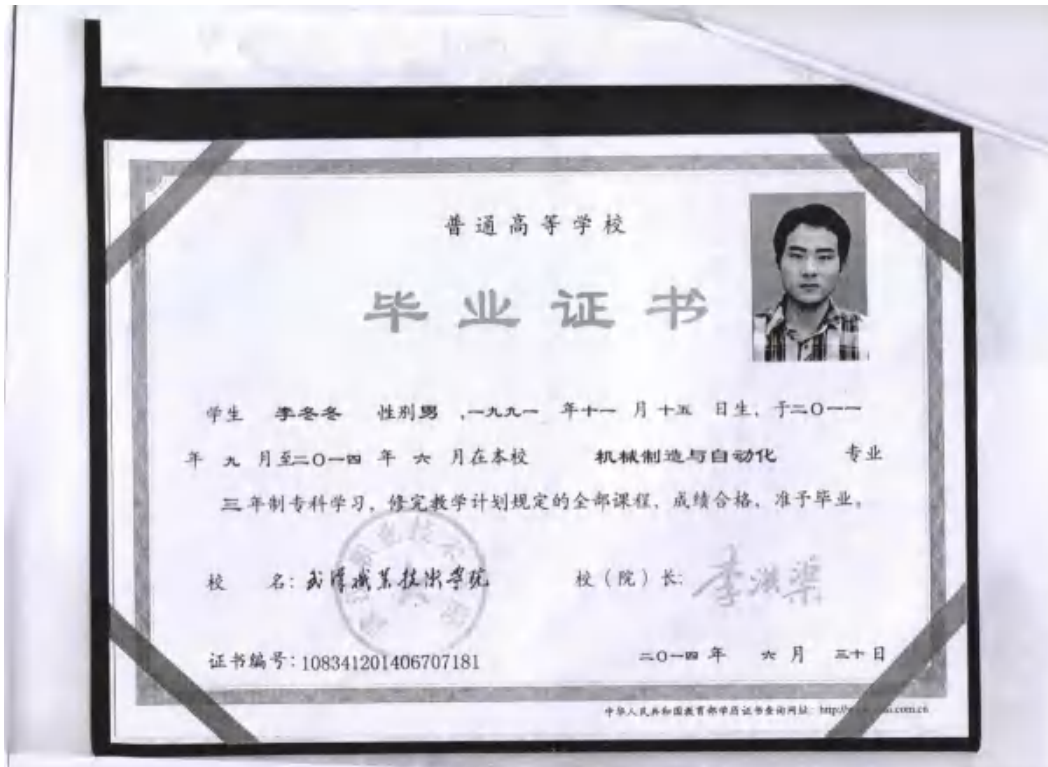 普通高等学校
毕业证书
学生 李冬冬 性别男 ,一九九一 年十一 月十五 日生、于二〇一一
年 九 月至二〇一四 年 六 月在本校 机械制造与自动化 专业
三年制专科学习，修完教学计划规定的全部课程，成绩合格，准予毕业。
校 名：武汉职业技术学院 校（院）长：李洪渠
证书编号：108341201406707181 二〇一四 年 六 月 三十 日
中华人民共和国教育部学历证书查询网址: http://